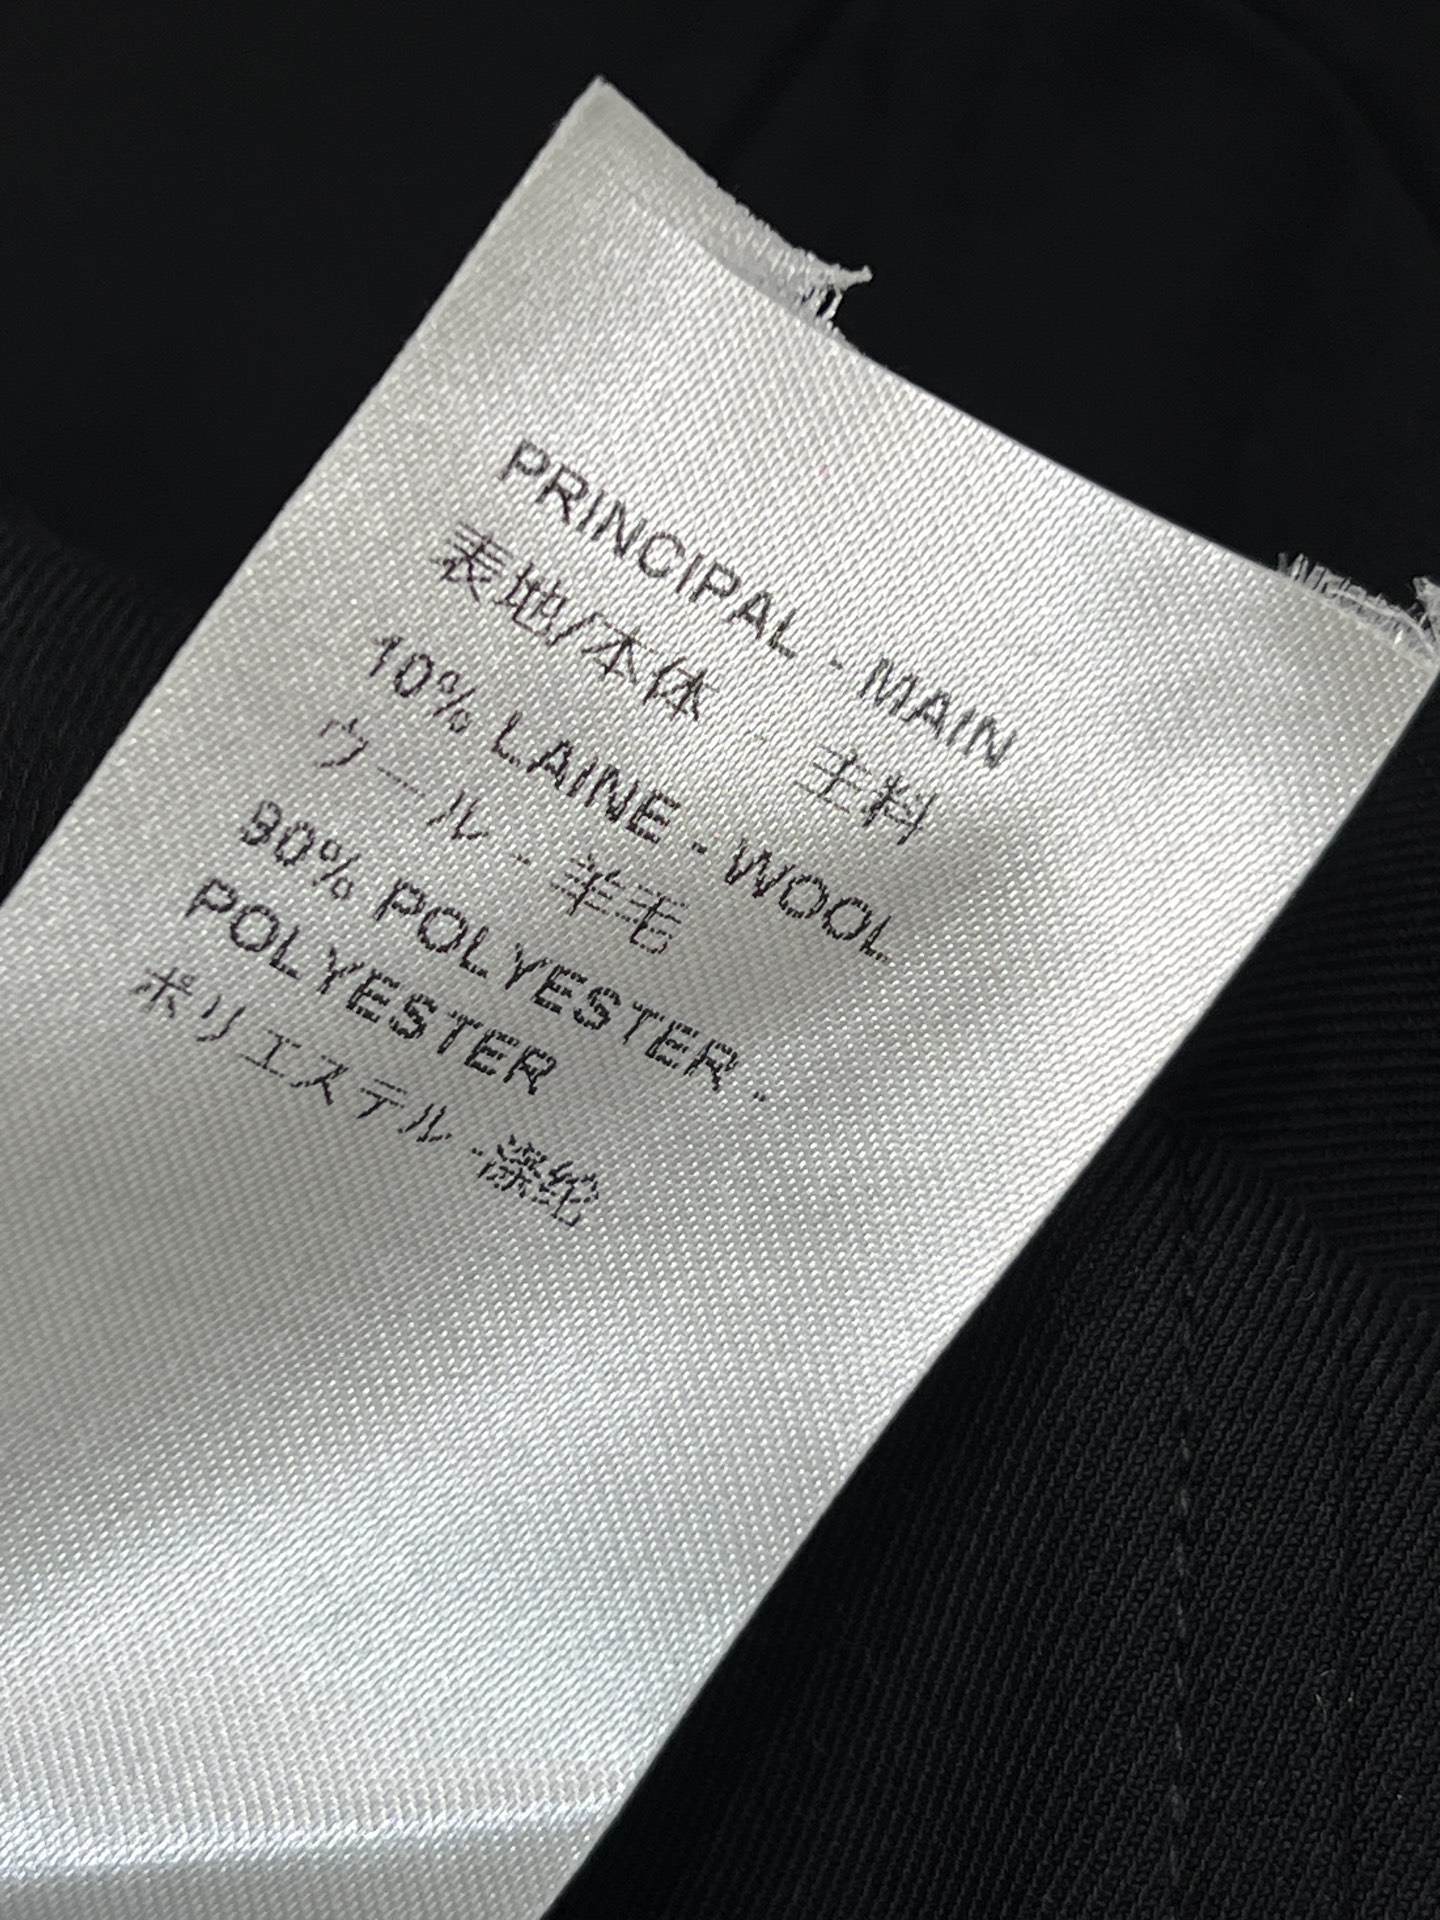 PRINCIPAL - MAIN
表地/本体 - 主料
10% LAINE - WOOL
ウール - 羊毛
90% POLYESTER -
POLYESTER
ポリエステル -涤纶